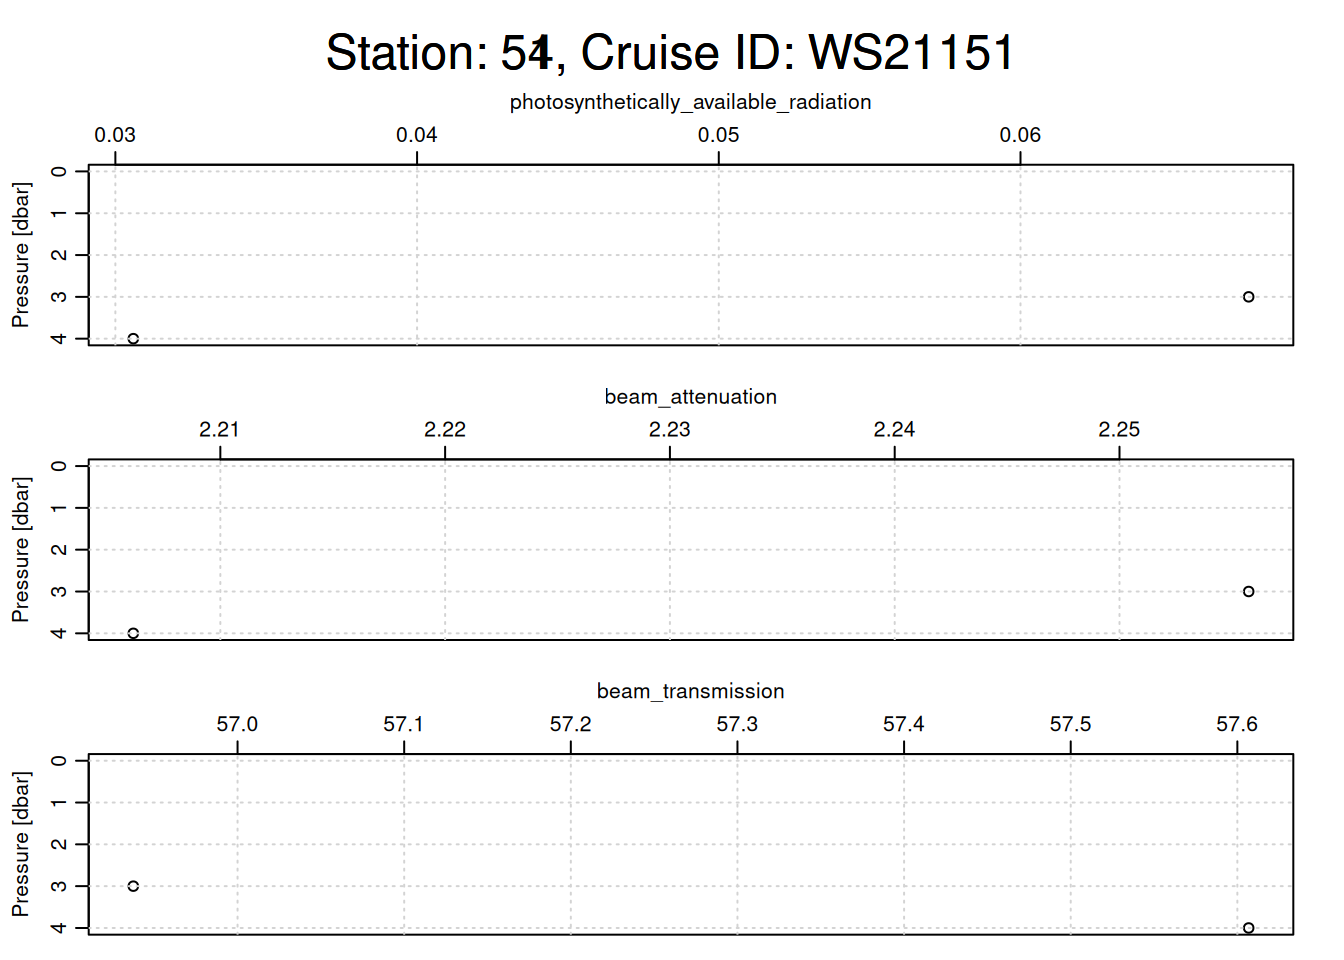 Station: , Cruise ID: WS21151
photosynthetically_available_radiation
0.03 0.04 0.05 0.06
Pressure [dbar]
0
1
2
3
4
beam_attenuation
2.21 2.22 2.23 2.24 2.25
Pressure [dbar]
0
1
2
3
4
beam_transmission
57.0 57.1 57.2 57.3 57.4 57.5 57.6
Pressure [dbar]
0
1
2
3
4